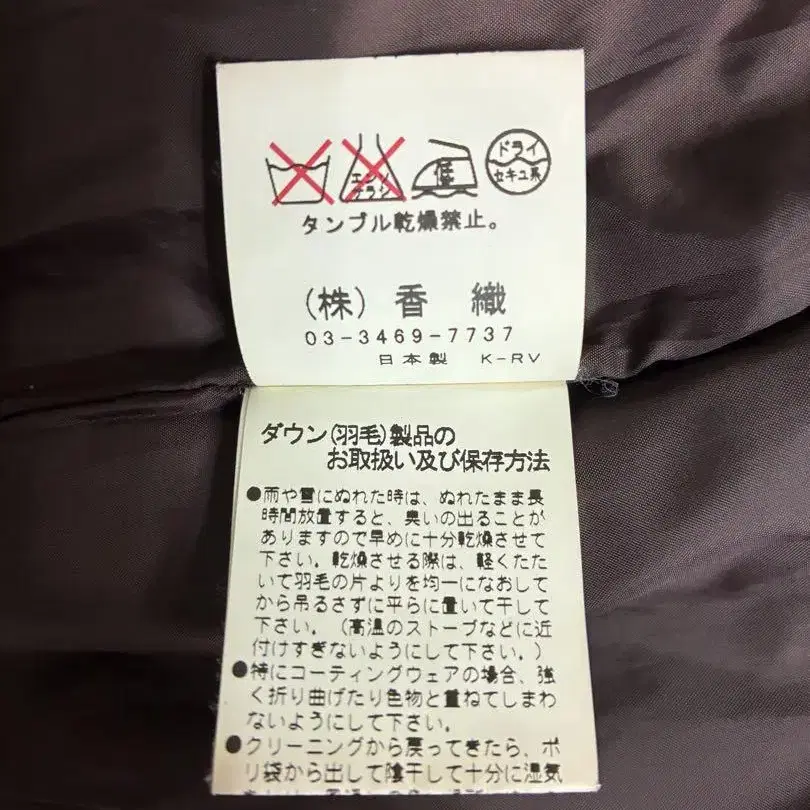 エンソ
サラシ
低
ドライ
セキユ系
タンブル乾燥禁止。
(株) 香 織
03-3469-7737
日本製 K-RV
ダウン(羽毛)製品の
お取扱い及び保存方法
●雨や雪にぬれた時は、ぬれたまま長
時間放置すると、臭いの出ることが
ありますので早めに十分乾燥させて
下さい。乾燥させる際は、軽くたた
いて羽毛の片よりを均一になおして
から吊るさずに平らに置いて干して
下さい。(高温のストーブなどに近
付けすぎないようにして下さい。)
●特にコーティングウェアの場合、強
く折り曲げたり色物と重ねてしまわ
ないようにして下さい。
●クリーニングから戻ってきたら、ポ
リ袋から出して陰干して十分に湿気